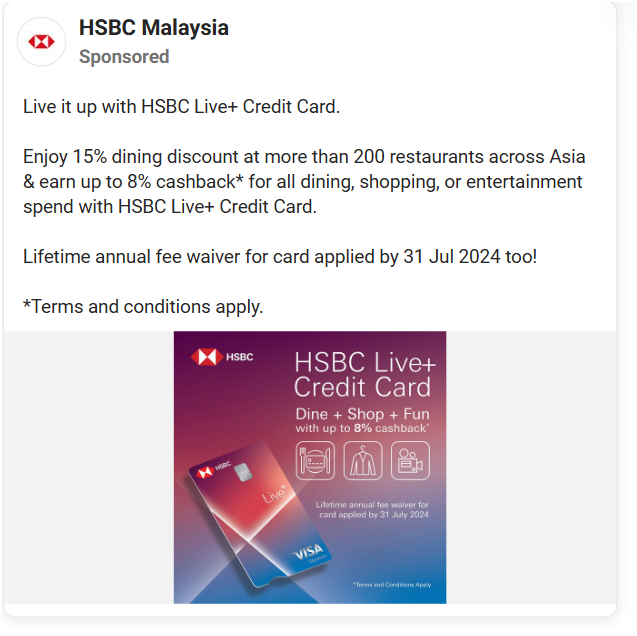 HSBC Malaysia
Sponsored
Live it up with HSBC Live+ Credit Card.
Enjoy 15% dining discount at more than 200 restaurants across Asia
& earn up to 8% cashback* for all dining, shopping, or entertainment
spend with HSBC Live+ Credit Card.
Lifetime annual fee waiver for card applied by 31 Jul 2024 too!
*Terms and conditions apply.
HSBC
HSBC Live+
Credit Card
Dine + Shop + Fun
with up to 8% cashback*
HSBC
Live+
VISA
Lifetime annual fee waiver for
card applied by 31 July 2024
*Terms and Conditions Apply